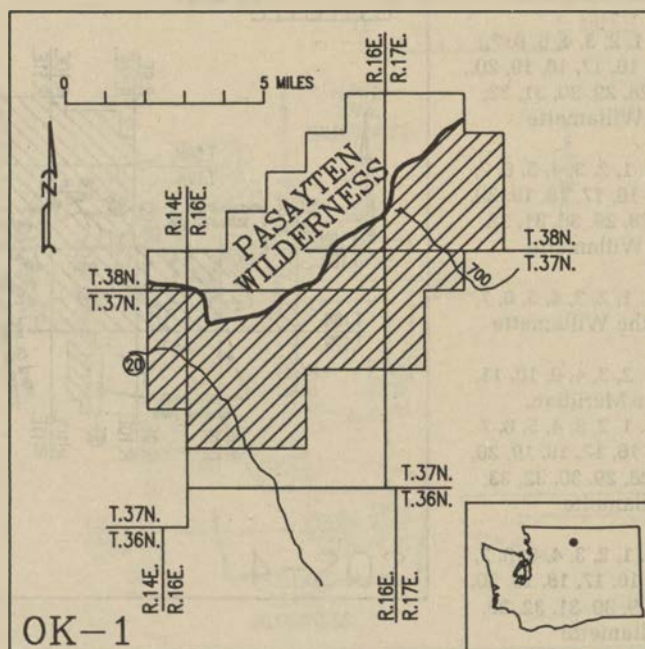 0 5 MILES
R.16E.
R.17E.
N
R.14E.
R.16E.
PASAYTEN
WILDERNESS
T.38N.
T.37N.
T.38N.
T.37N.
700
20
T.37N.
T.36N.
T.37N.
T.36N.
R.14E.
R.16E.
R.16E.
R.17E.
OK-1